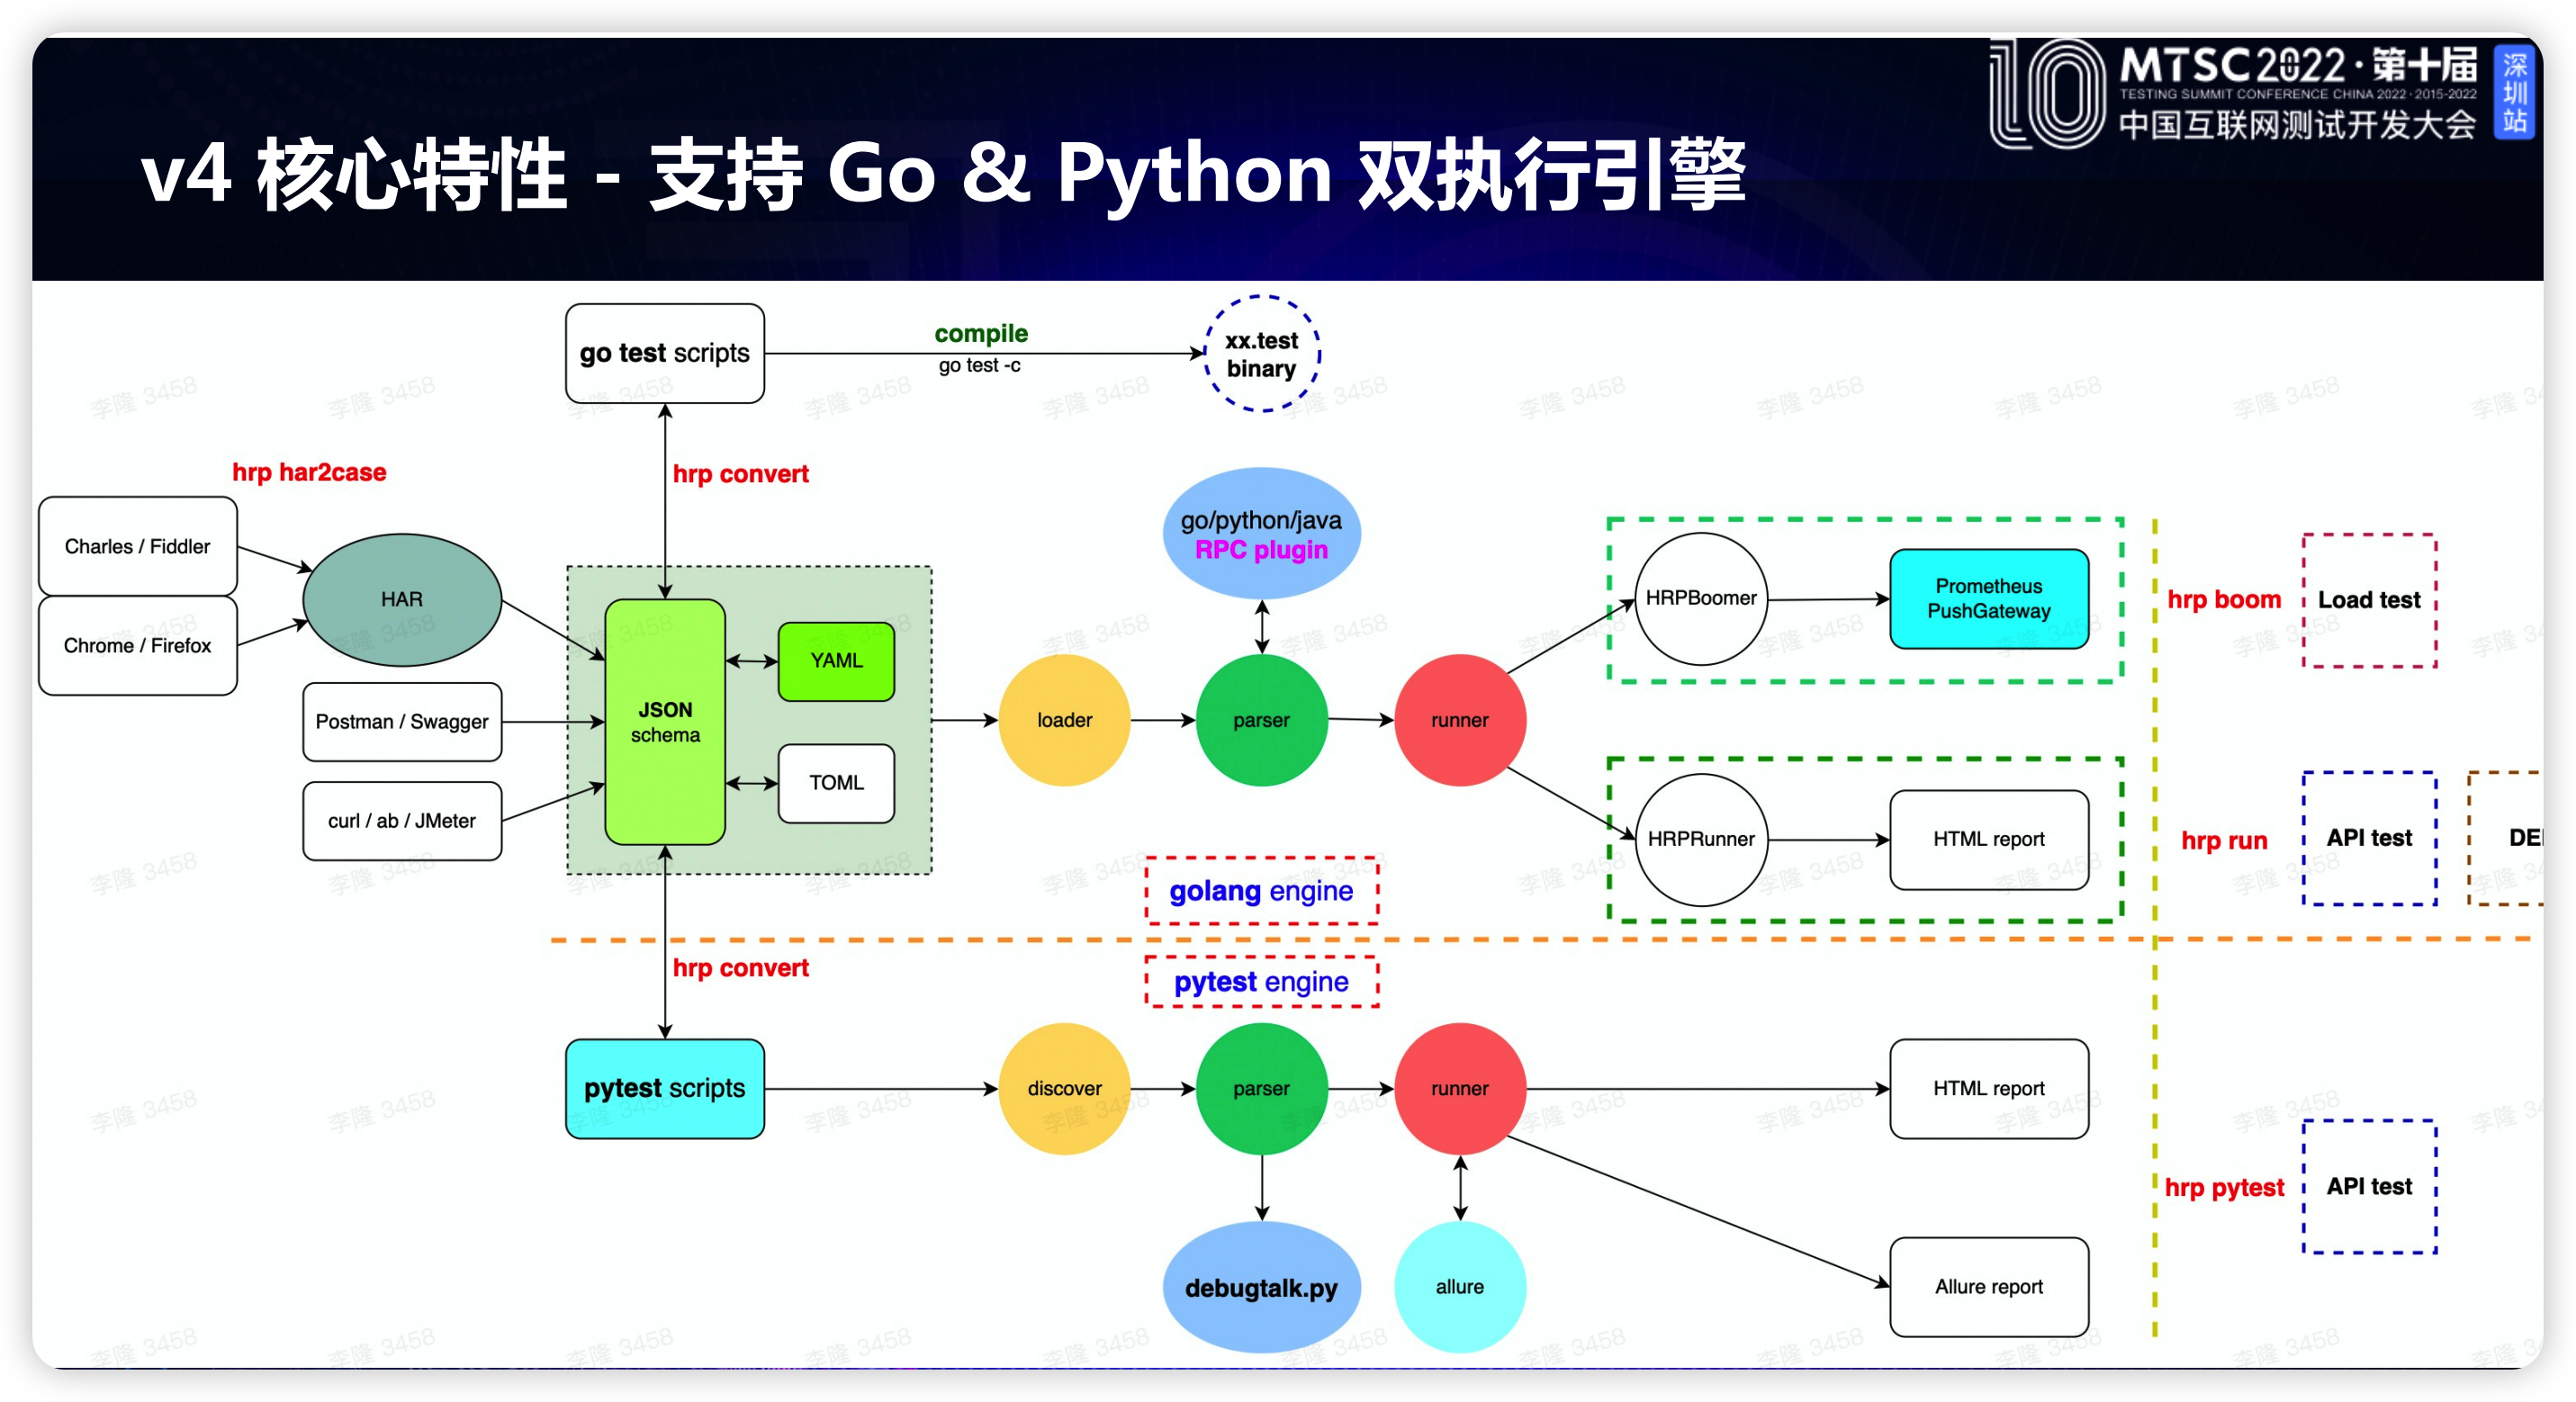 MTSC2022·第十届
TESTING SUMMIT CONFERENCE CHINA 2022·2015-2022
中国互联网测试开发大会
深圳站
v4 核心特性 - 支持 Go & Python 双执行引擎
go test scripts
compile
go test -c
xx.test
binary
hrp har2case
hrp convert
Charles / Fiddler
Chrome / Firefox
HAR
Postman / Swagger
curl / ab / JMeter
JSON
schema
YAML
TOML
loader
go/python/java
RPC plugin
parser
runner
HRPBoomer
Prometheus
PushGateway
hrp boom
Load test
HRPRunner
HTML report
hrp run
API test
golang engine
hrp convert
pytest engine
pytest scripts
discover
parser
runner
HTML report
debugtalk.py
allure
Allure report
hrp pytest
API test
李隆 3458